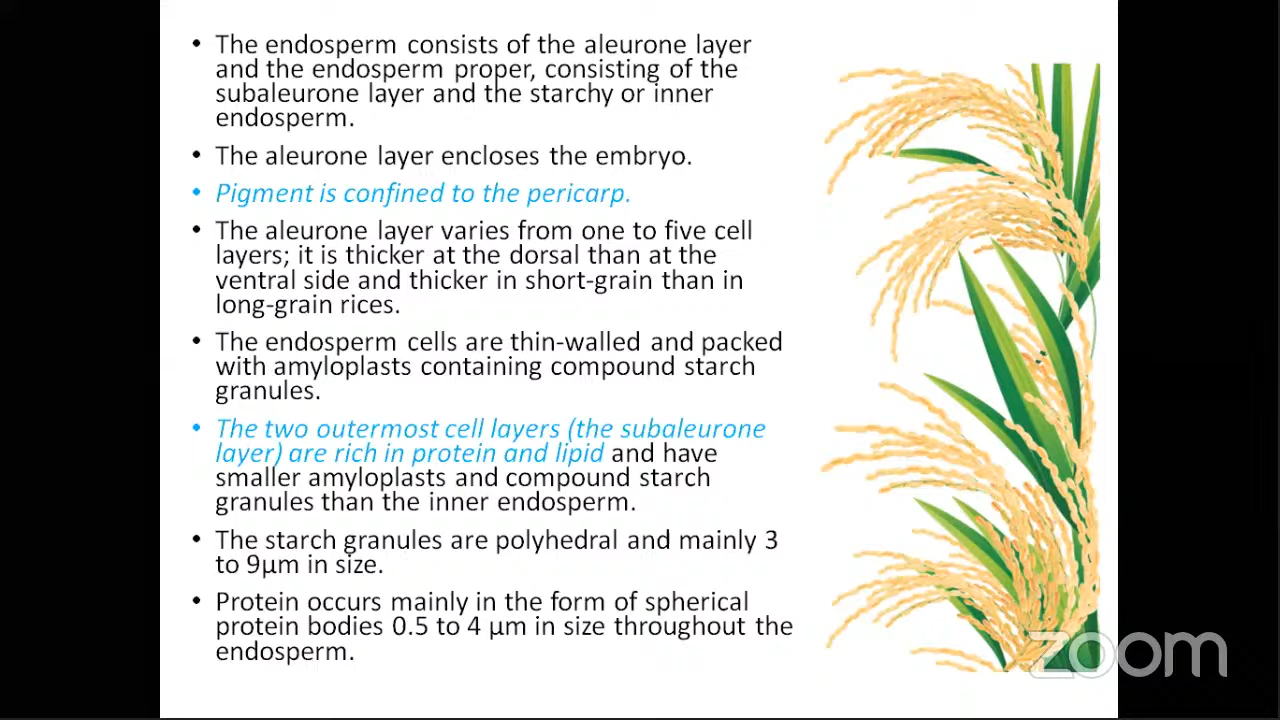 • The endosperm consists of the aleurone layer
and the endosperm proper, consisting of the
subaleurone layer and the starchy or inner
endosperm.
• The aleurone layer encloses the embryo.
• Pigment is confined to the pericarp.
• The aleurone layer varies from one to five cell
layers; it is thicker at the dorsal than at the
ventral side and thicker in short-grain than in
long-grain rices.
• The endosperm cells are thin-walled and packed
with amyloplasts containing compound starch
granules.
• The two outermost cell layers (the subaleurone
layer) are rich in protein and lipid and have
smaller amyloplasts and compound starch
granules than the inner endosperm.
• The starch granules are polyhedral and mainly 3
to 9µm in size.
• Protein occurs mainly in the form of spherical
protein bodies 0.5 to 4 µm in size throughout the
endosperm.
zoom